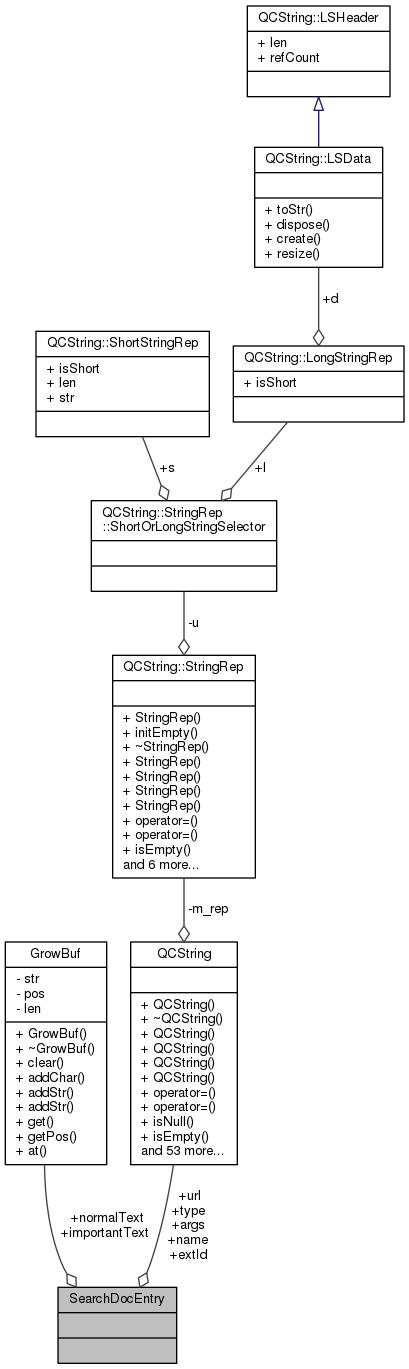 QCString::LSHeader
+ len
+ refCount
QCString::LSData
+ toStr()
+ dispose()
+ create()
+ resize()
+d
QCString::ShortStringRep
+ isShort
+ len
+ str
QCString::LongStringRep
+ isShort
+s
+l
QCString::StringRep
::ShortOrLongStringSelector
-u
QCString::StringRep
+ StringRep()
+ initEmpty()
+ ~StringRep()
+ StringRep()
+ StringRep()
+ StringRep()
+ StringRep()
+ operator=()
+ operator=()
+ isEmpty()
and 6 more...
-m_rep
GrowBuf
- str
- pos
- len
+ GrowBuf()
+ ~GrowBuf()
+ clear()
+ addChar()
+ addStr()
+ addStr()
+ get()
+ getPos()
+ at()
QCString
+ QCString()
+ ~QCString()
+ QCString()
+ QCString()
+ QCString()
+ QCString()
+ operator=()
+ operator=()
+ isNull()
+ isEmpty()
and 53 more...
+normalText
+importantText
+url
+type
+args
+name
+extId
SearchDocEntry